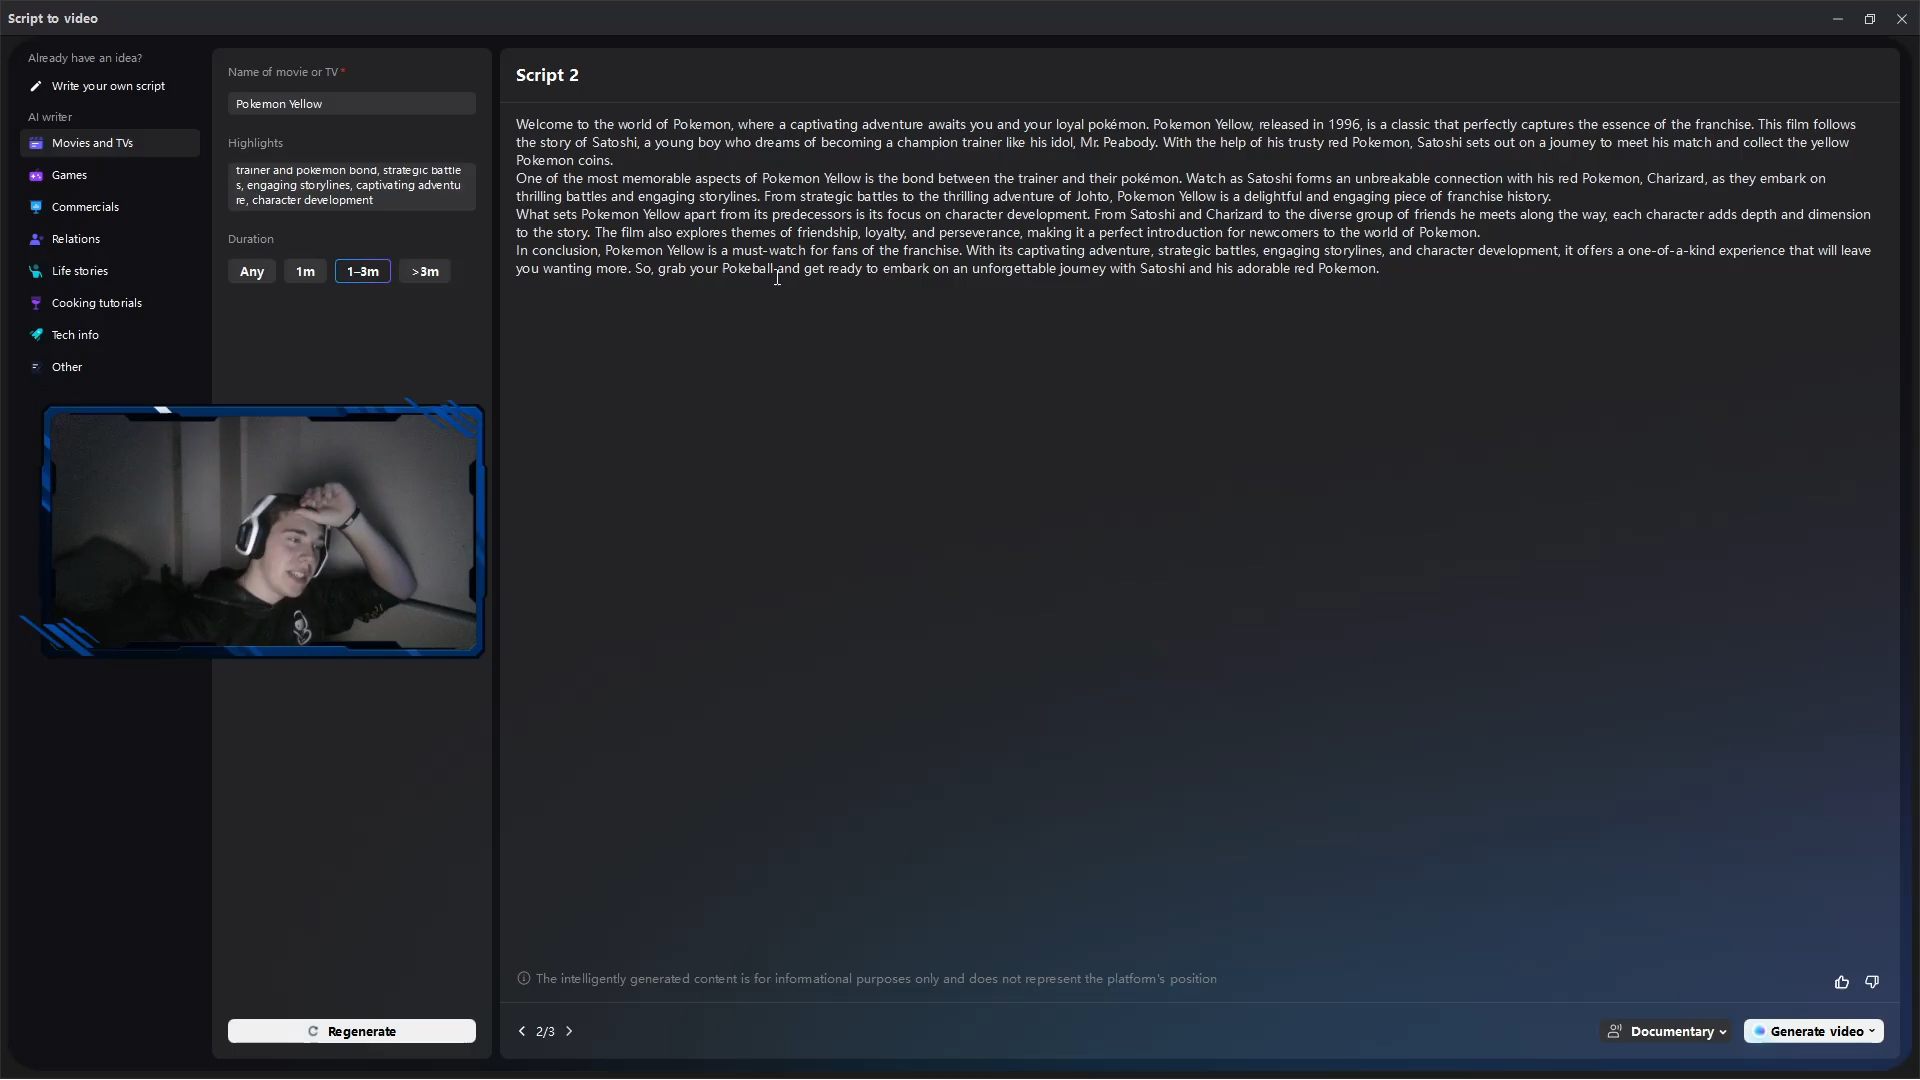 Script to video
Already have an idea?
Write your own script
AI writer
Movies and TVs
Games
Commercials
Relations
Life stories
Cooking tutorials
Tech info
Other
Name of movie or TV *
Pokemon Yellow
Highlights
trainer and pokemon bond, strategic battle
s, engaging storylines, captivating adventu
re, character development
Duration
Any 1m 1–3m >3m
Regenerate
Script 2
Welcome to the world of Pokemon, where a captivating adventure awaits you and your loyal pokémon. Pokemon Yellow, released in 1996, is a classic that perfectly captures the essence of the franchise. This film follows
the story of Satoshi, a young boy who dreams of becoming a champion trainer like his idol, Mr. Peabody. With the help of his trusty red Pokemon, Satoshi sets out on a journey to meet his match and collect the yellow
Pokemon coins.
One of the most memorable aspects of Pokemon Yellow is the bond between the trainer and their pokémon. Watch as Satoshi forms an unbreakable connection with his red Pokemon, Charizard, as they embark on
thrilling battles and engaging storylines. From strategic battles to the thrilling adventure of Johto, Pokemon Yellow is a delightful and engaging piece of franchise history.
What sets Pokemon Yellow apart from its predecessors is its focus on character development. From Satoshi and Charizard to the diverse group of friends he meets along the way, each character adds depth and dimension
to the story. The film also explores themes of friendship, loyalty, and perseverance, making it a perfect introduction for newcomers to the world of Pokemon.
In conclusion, Pokemon Yellow is a must-watch for fans of the franchise. With its captivating adventure, strategic battles, engaging storylines, and character development, it offers a one-of-a-kind experience that will leave
you wanting more. So, grab your Pokeball and get ready to embark on an unforgettable journey with Satoshi and his adorable red Pokemon.
The intelligently generated content is for informational purposes only and does not represent the platform's position
2/3
Documentary
Generate video